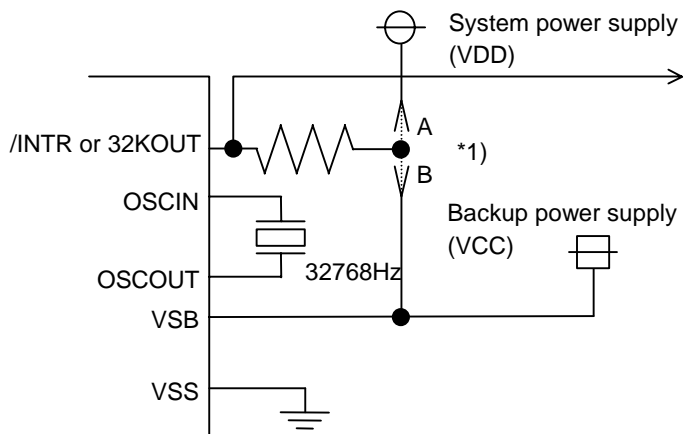 System power supply
(VDD)
A
/INTR or 32KOUT
*1)
B
OSCIN
Backup power supply
(VCC)
OSCOUT
32768Hz
VSB
VSS